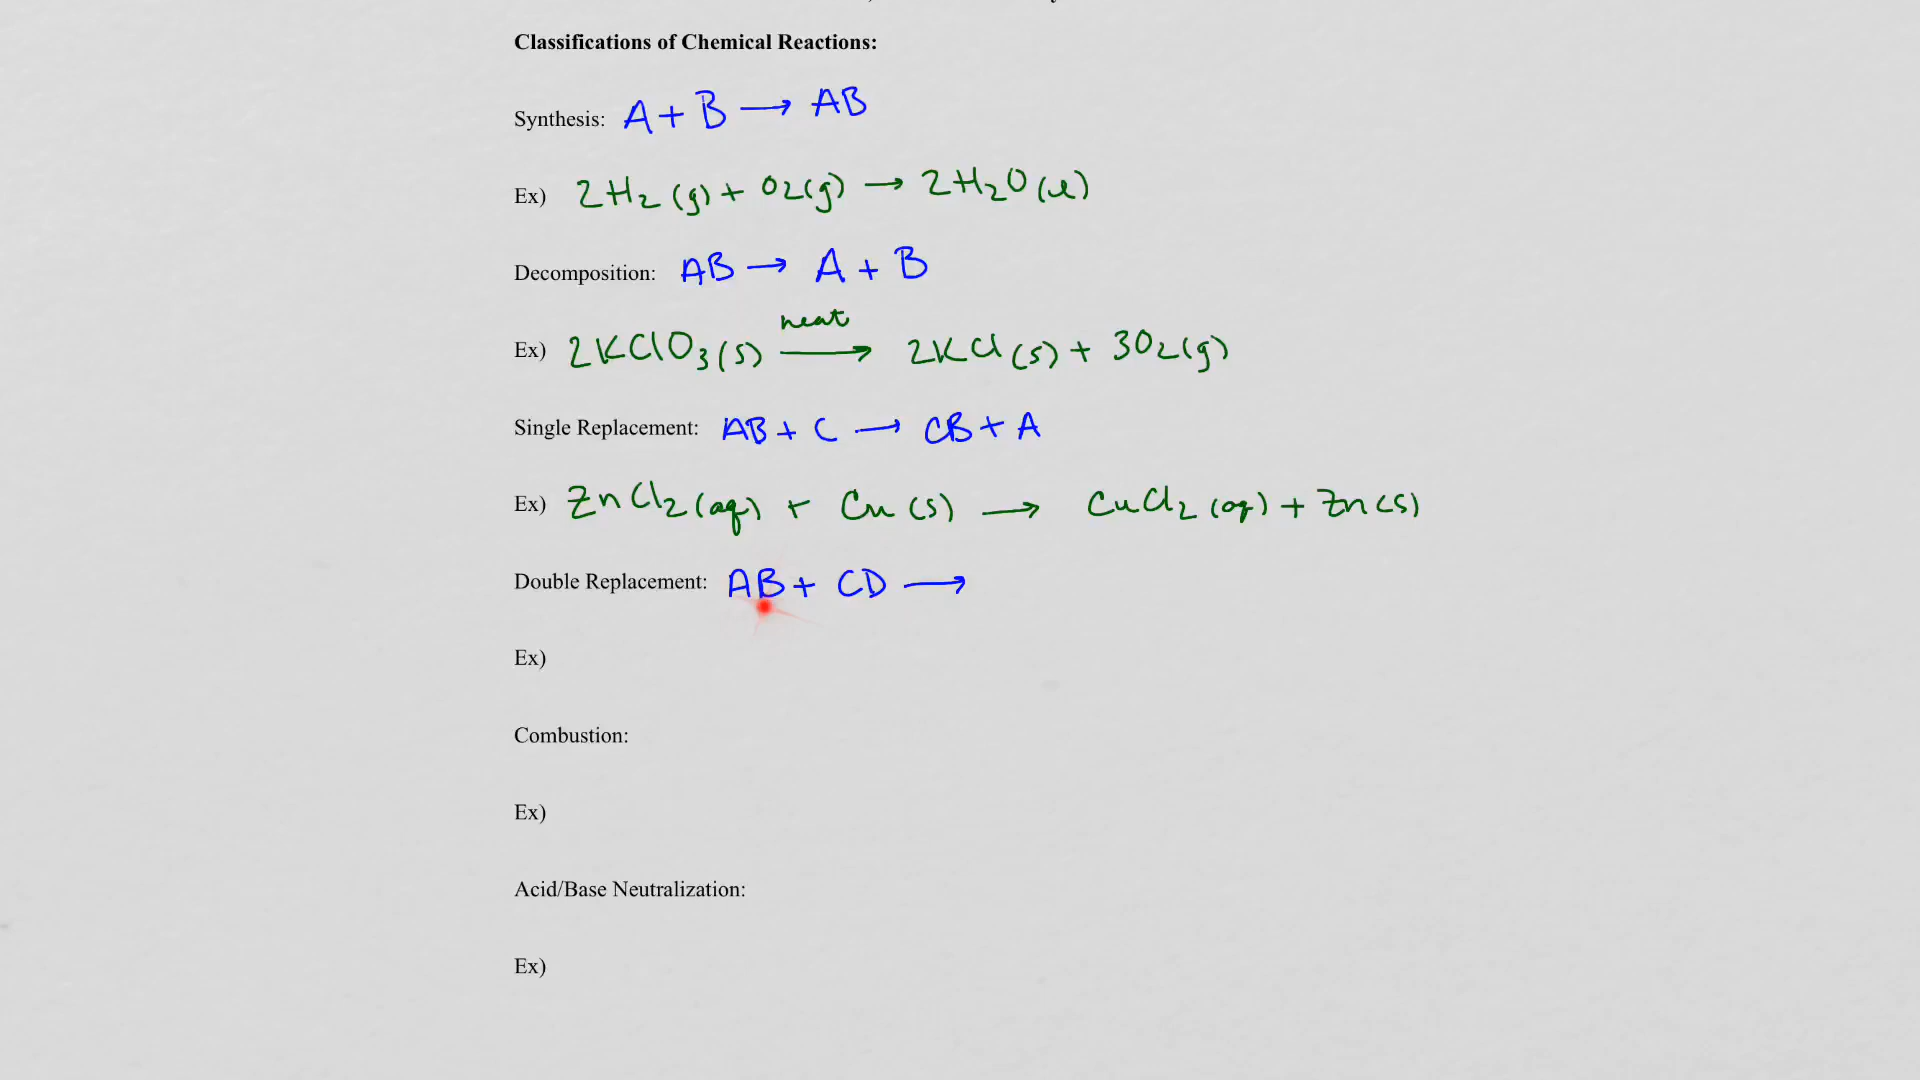 Classifications of Chemical Reactions:
Synthesis: A + B → AB
Ex) 2H₂(g) + O₂(g) → 2H₂O(l)
Decomposition: AB → A + B
heat
Ex) 2KClO₃(s) → 2KCl(s) + 3O₂(g)
Single Replacement: AB + C → CB + A
Ex) ZnCl₂(aq) + Cu(s) → CuCl₂(aq) + Zn(s)
Double Replacement: AB + CD →
Ex)
Combustion:
Ex)
Acid/Base Neutralization:
Ex)